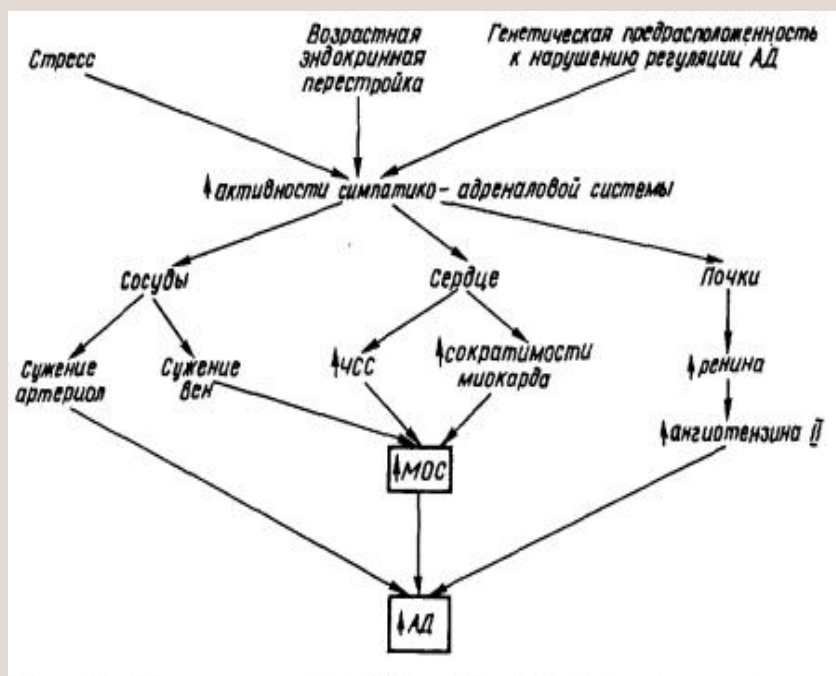 Стресс
Возрастная
эндокринная
перестройка
Генетическая предрасположенность
к нарушению регуляции АД
↑активности симпатико-адреналовой системы
Сосуды
Сердце
Почки
Сужение
артериол
Сужение
вен
↑ЧСС
↑сократимости
миокарда
↑ренина
↑ангиотензина II
↑МОС
↑АД